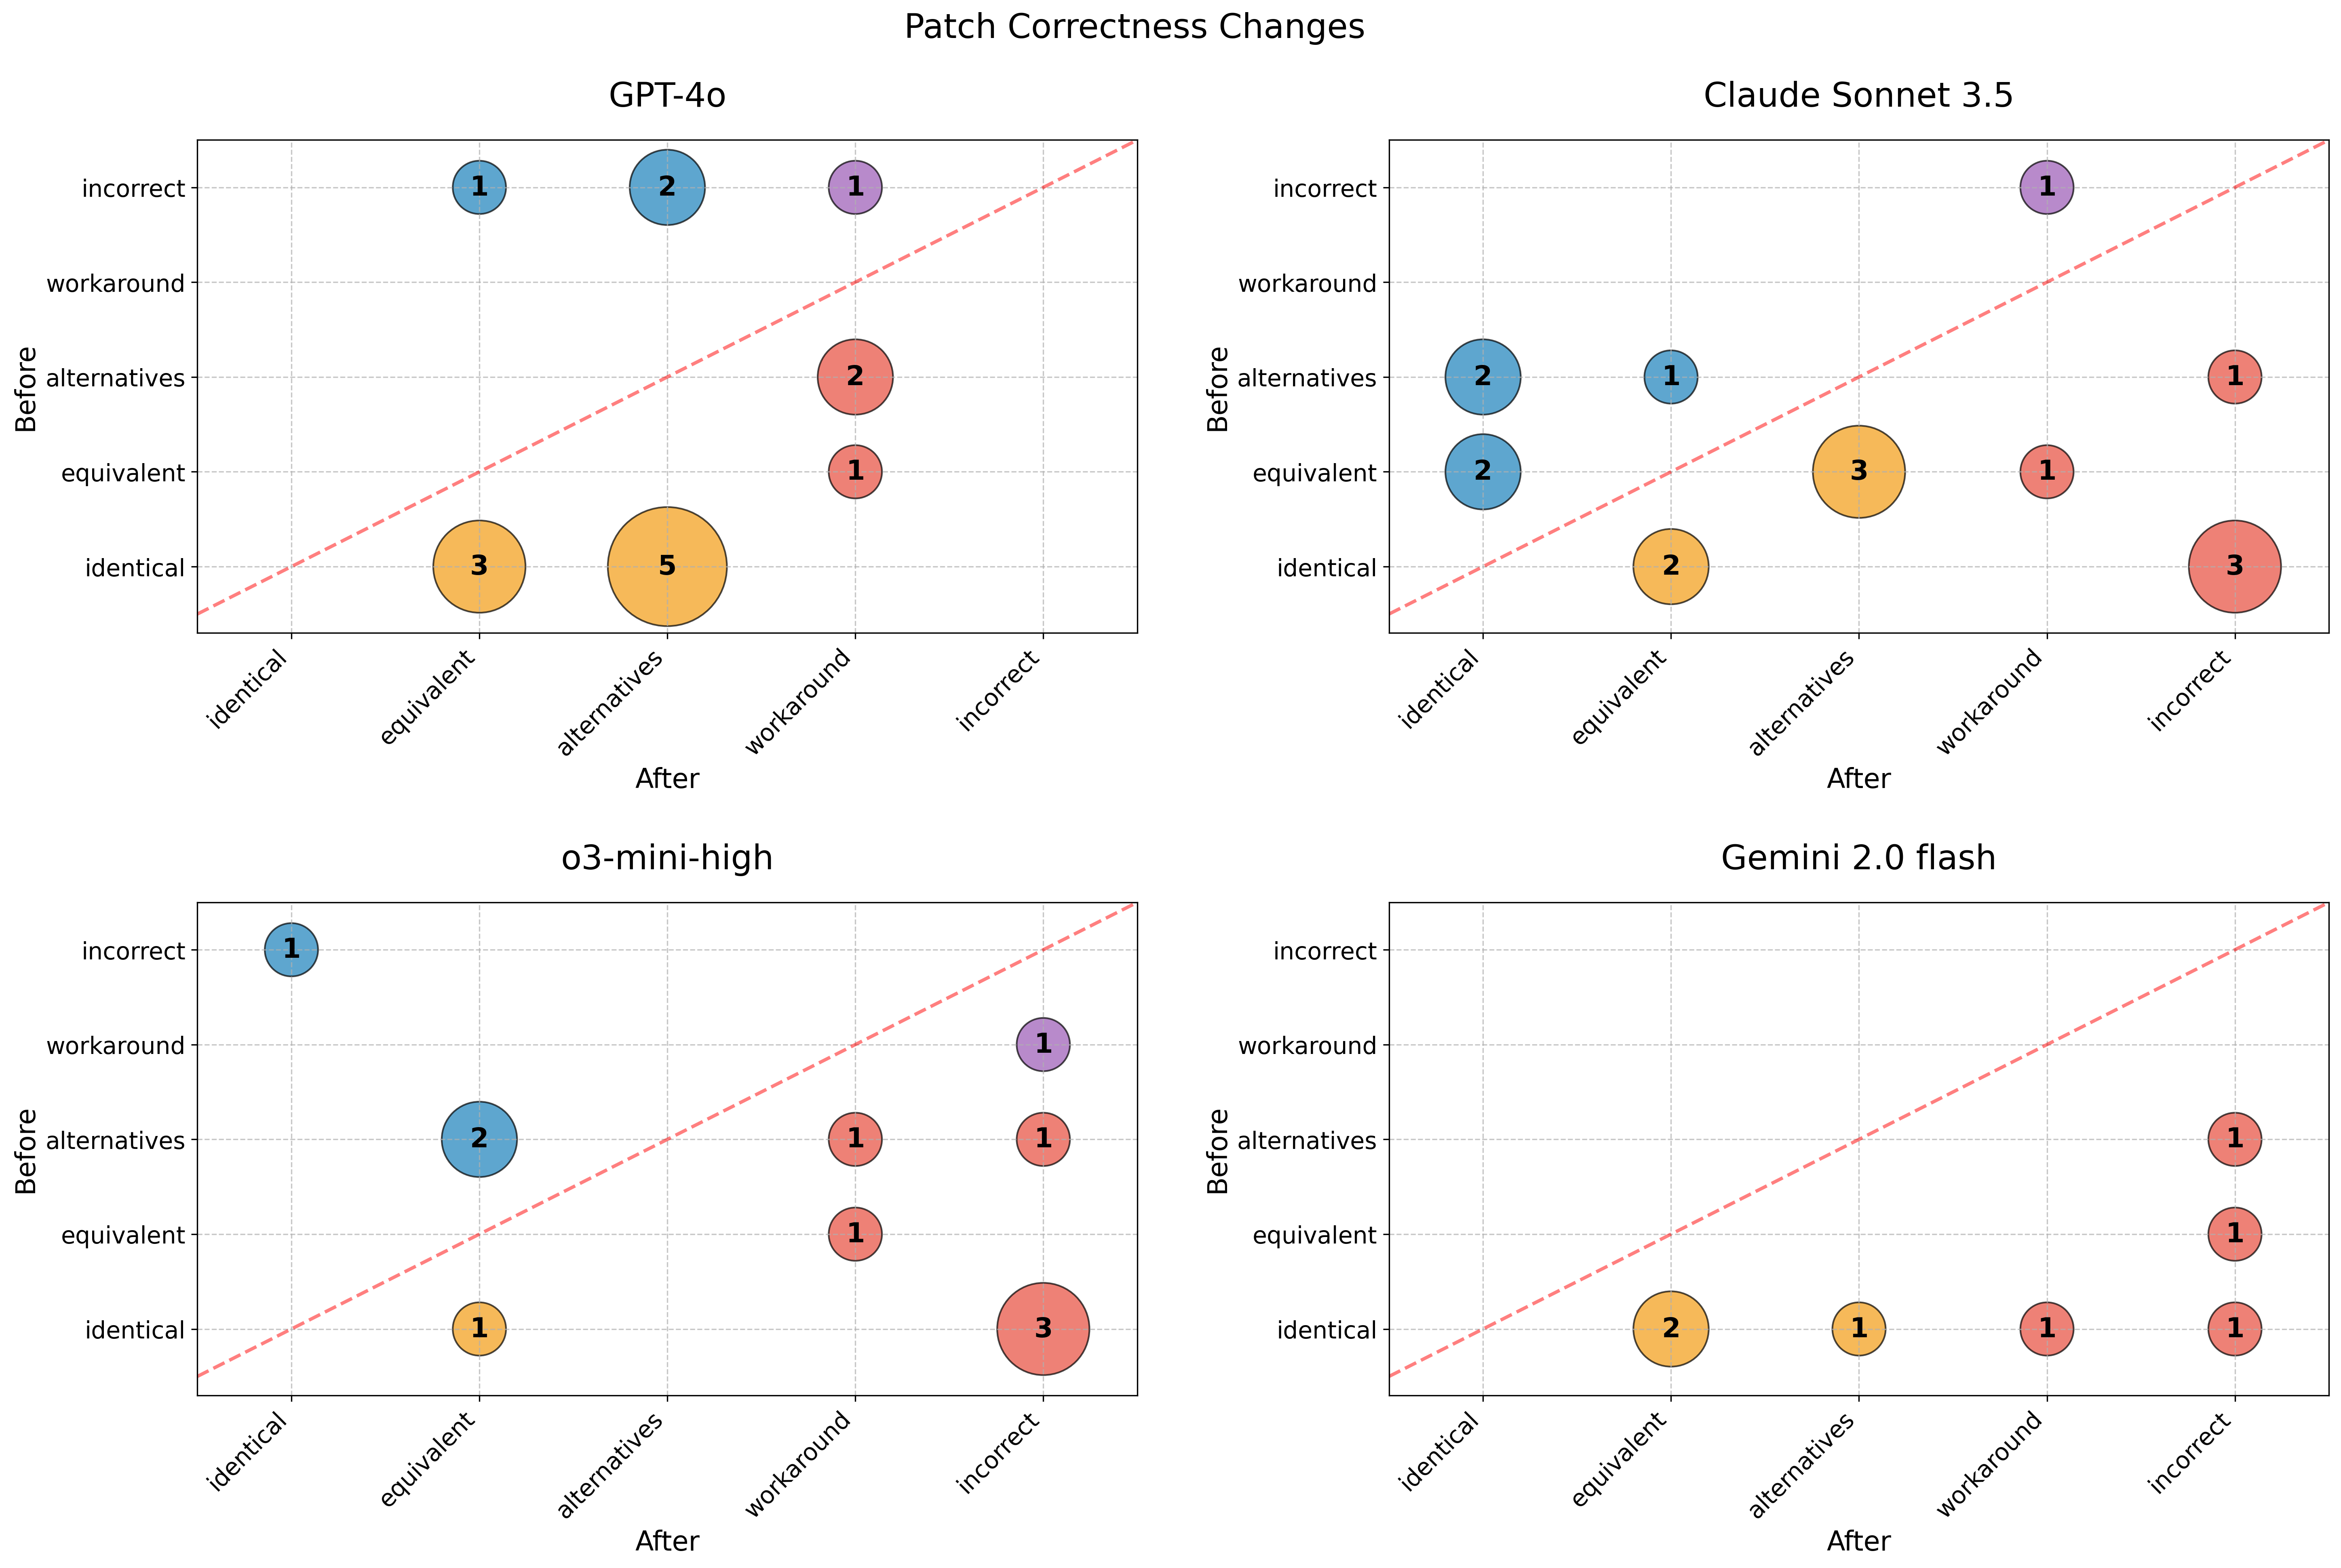 Patch Correctness Changes
GPT-4o
incorrect
workaround
alternatives
equivalent
identical
Before
1
2
1
2
1
3
5
identical
equivalent
alternatives
workaround
incorrect
After
Claude Sonnet 3.5
incorrect
workaround
alternatives
equivalent
identical
Before
1
2
1
1
2
3
1
2
3
identical
equivalent
alternatives
workaround
incorrect
After
o3-mini-high
incorrect
workaround
alternatives
equivalent
identical
Before
1
1
2
1
1
1
1
3
identical
equivalent
alternatives
workaround
incorrect
After
Gemini 2.0 flash
incorrect
workaround
alternatives
equivalent
identical
Before
1
1
2
1
1
1
identical
equivalent
alternatives
workaround
incorrect
After